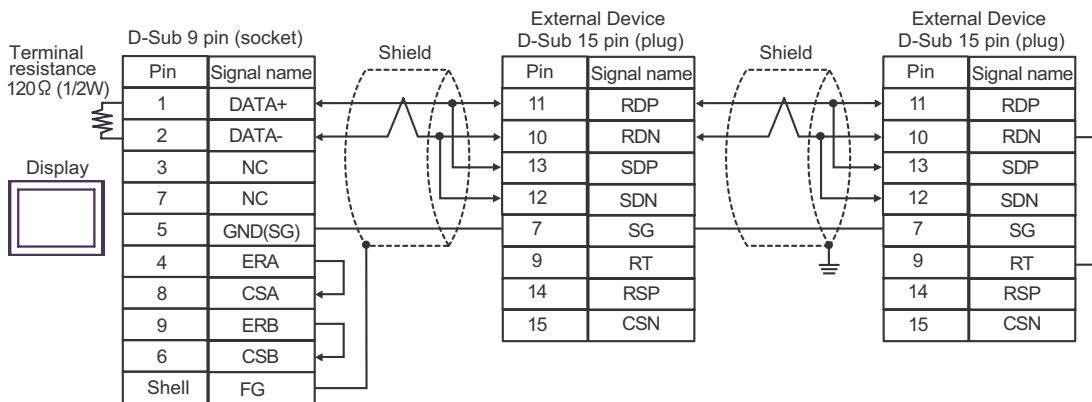 Terminal
resistance
120Ω (1/2W)
Display
D-Sub 9 pin (socket)
Pin Signal name
1 DATA+
2 DATA-
3 NC
7 NC
5 GND(SG)
4 ERA
8 CSA
9 ERB
6 CSB
Shell FG
Shield
External Device
D-Sub 15 pin (plug)
Pin Signal name
11 RDP
10 RDN
13 SDP
12 SDN
7 SG
9 RT
14 RSP
15 CSN
Shield
External Device
D-Sub 15 pin (plug)
Pin Signal name
11 RDP
10 RDN
13 SDP
12 SDN
7 SG
9 RT
14 RSP
15 CSN